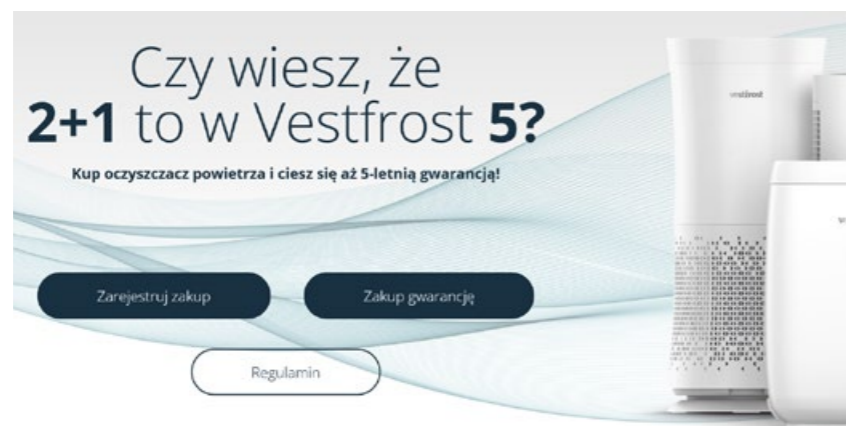 Czy wiesz, że
2+1 to w Vestfrost 5?
Kup oczyszczacz powietrza i ciesz się aż 5-letnią gwarancją!
Zarejestruj zakup
Zakup gwarancję
Regulamin
vestfrost